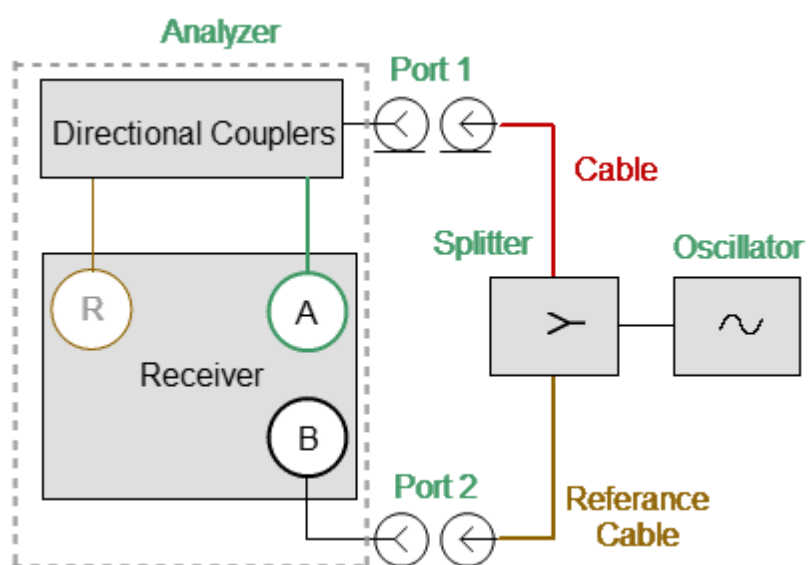 Analyzer
Port 1
Directional Couplers
Cable
Splitter
Oscillator
R
A
Receiver
B
Port 2
Referance
Cable